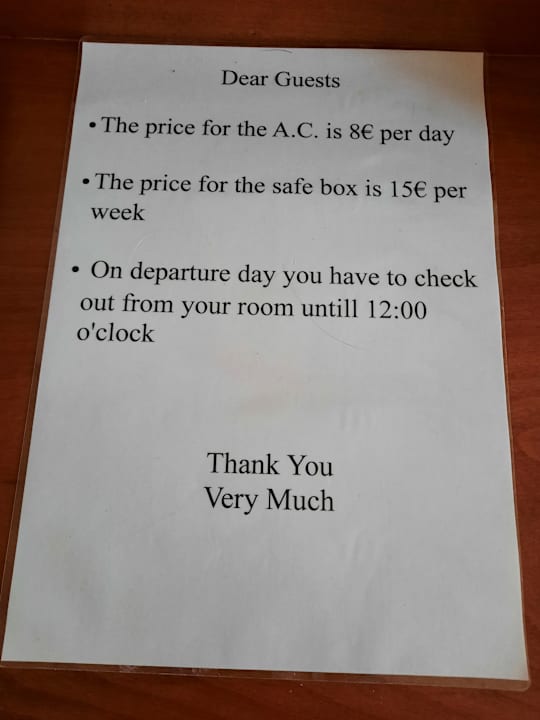 Dear Guests
• The price for the A.C. is 8€ per day
• The price for the safe box is 15€ per
week
• On departure day you have to check
out from your room untill 12:00
o'clock
Thank You
Very Much